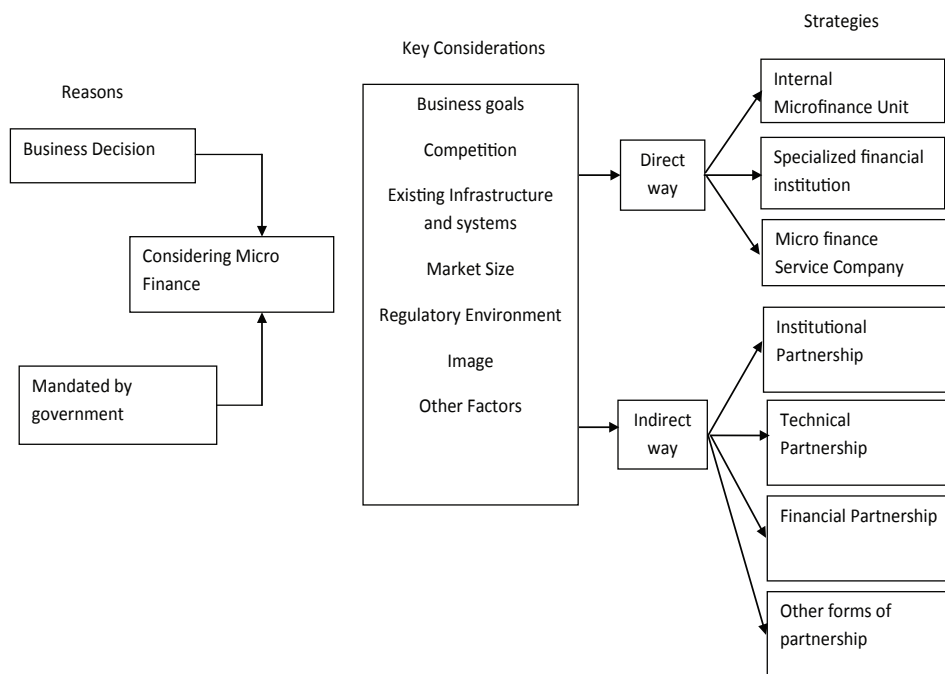 Reasons
Business Decision
Considering Micro
Finance
Mandated by
government
Key Considerations
Business goals
Competition
Existing Infrastructure
and systems
Market Size
Regulatory Environment
Image
Other Factors
Direct
way
Indirect
way
Strategies
Internal
Microfinance Unit
Specialized financial
institution
Micro finance
Service Company
Institutional
Partnership
Technical
Partnership
Financial Partnership
Other forms of
partnership